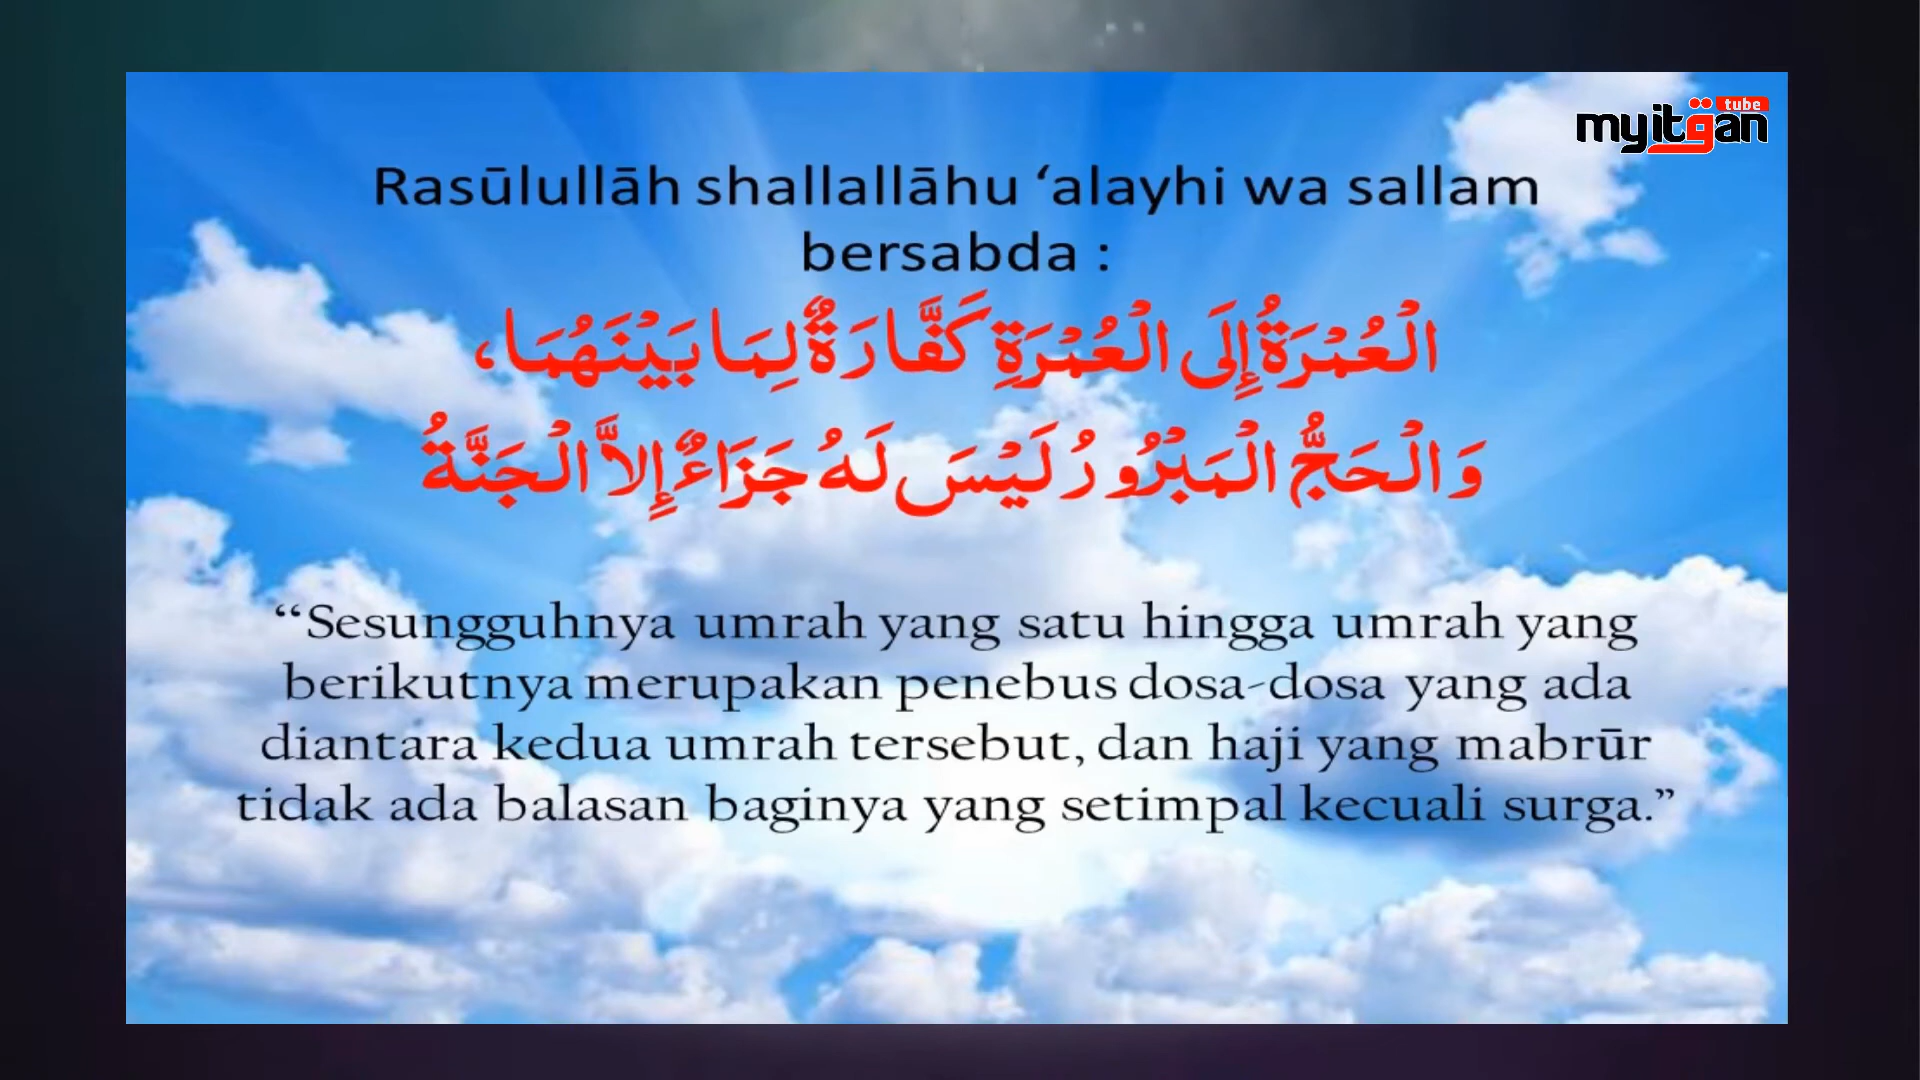 myitqan tube
Rasūlullāh shallallāhu ‘alayhi wa sallam
bersabda :
الْعُمْرَةُ إِلَى الْعُمْرَةِ كَفَّارَةٌ لِمَا بَيْنَهُمَا،
وَالْحَجُّ الْمَبْرُورُ لَيْسَ لَهُ جَزَاءٌ إِلاَّ الْجَنَّةُ
“Sesungguhnya umrah yang satu hingga umrah yang
berikutnya merupakan penebus dosa-dosa yang ada
diantara kedua umrah tersebut, dan haji yang mabrūr
tidak ada balasan baginya yang setimpal kecuali surga.”